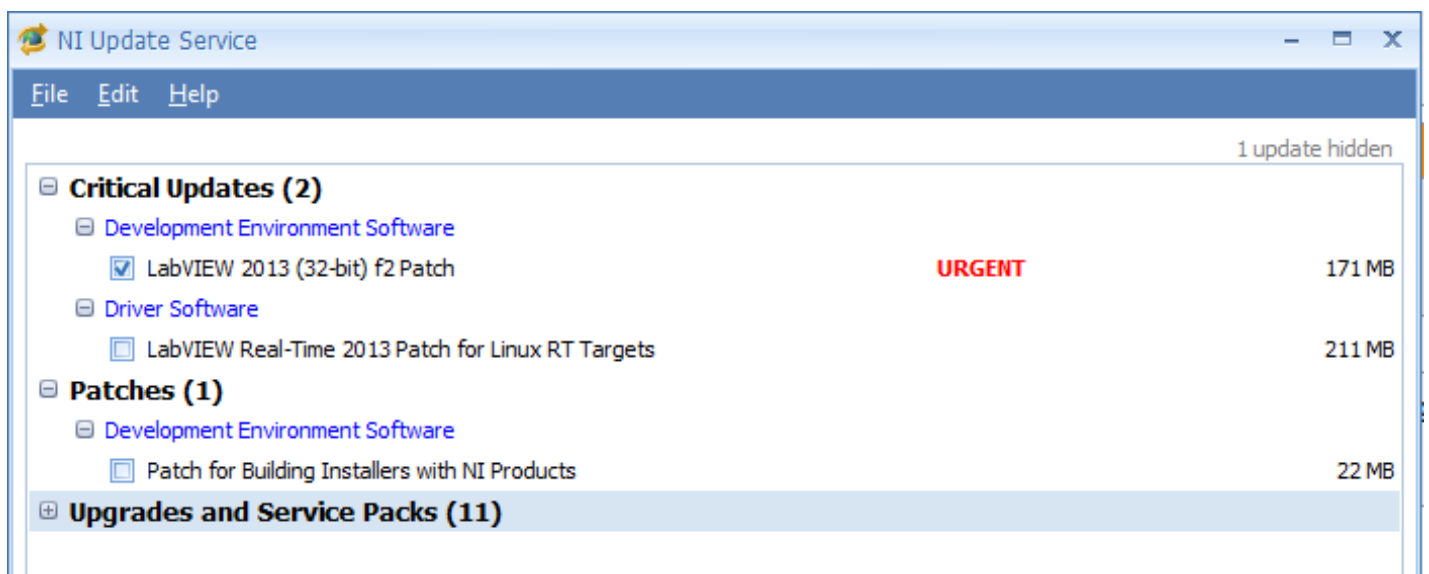 NI Update Service
File Edit Help
1 update hidden
Critical Updates (2)
Development Environment Software
LabVIEW 2013 (32-bit) f2 Patch URGENT 171 MB
Driver Software
LabVIEW Real-Time 2013 Patch for Linux RT Targets 211 MB
Patches (1)
Development Environment Software
Patch for Building Installers with NI Products 22 MB
Upgrades and Service Packs (11)